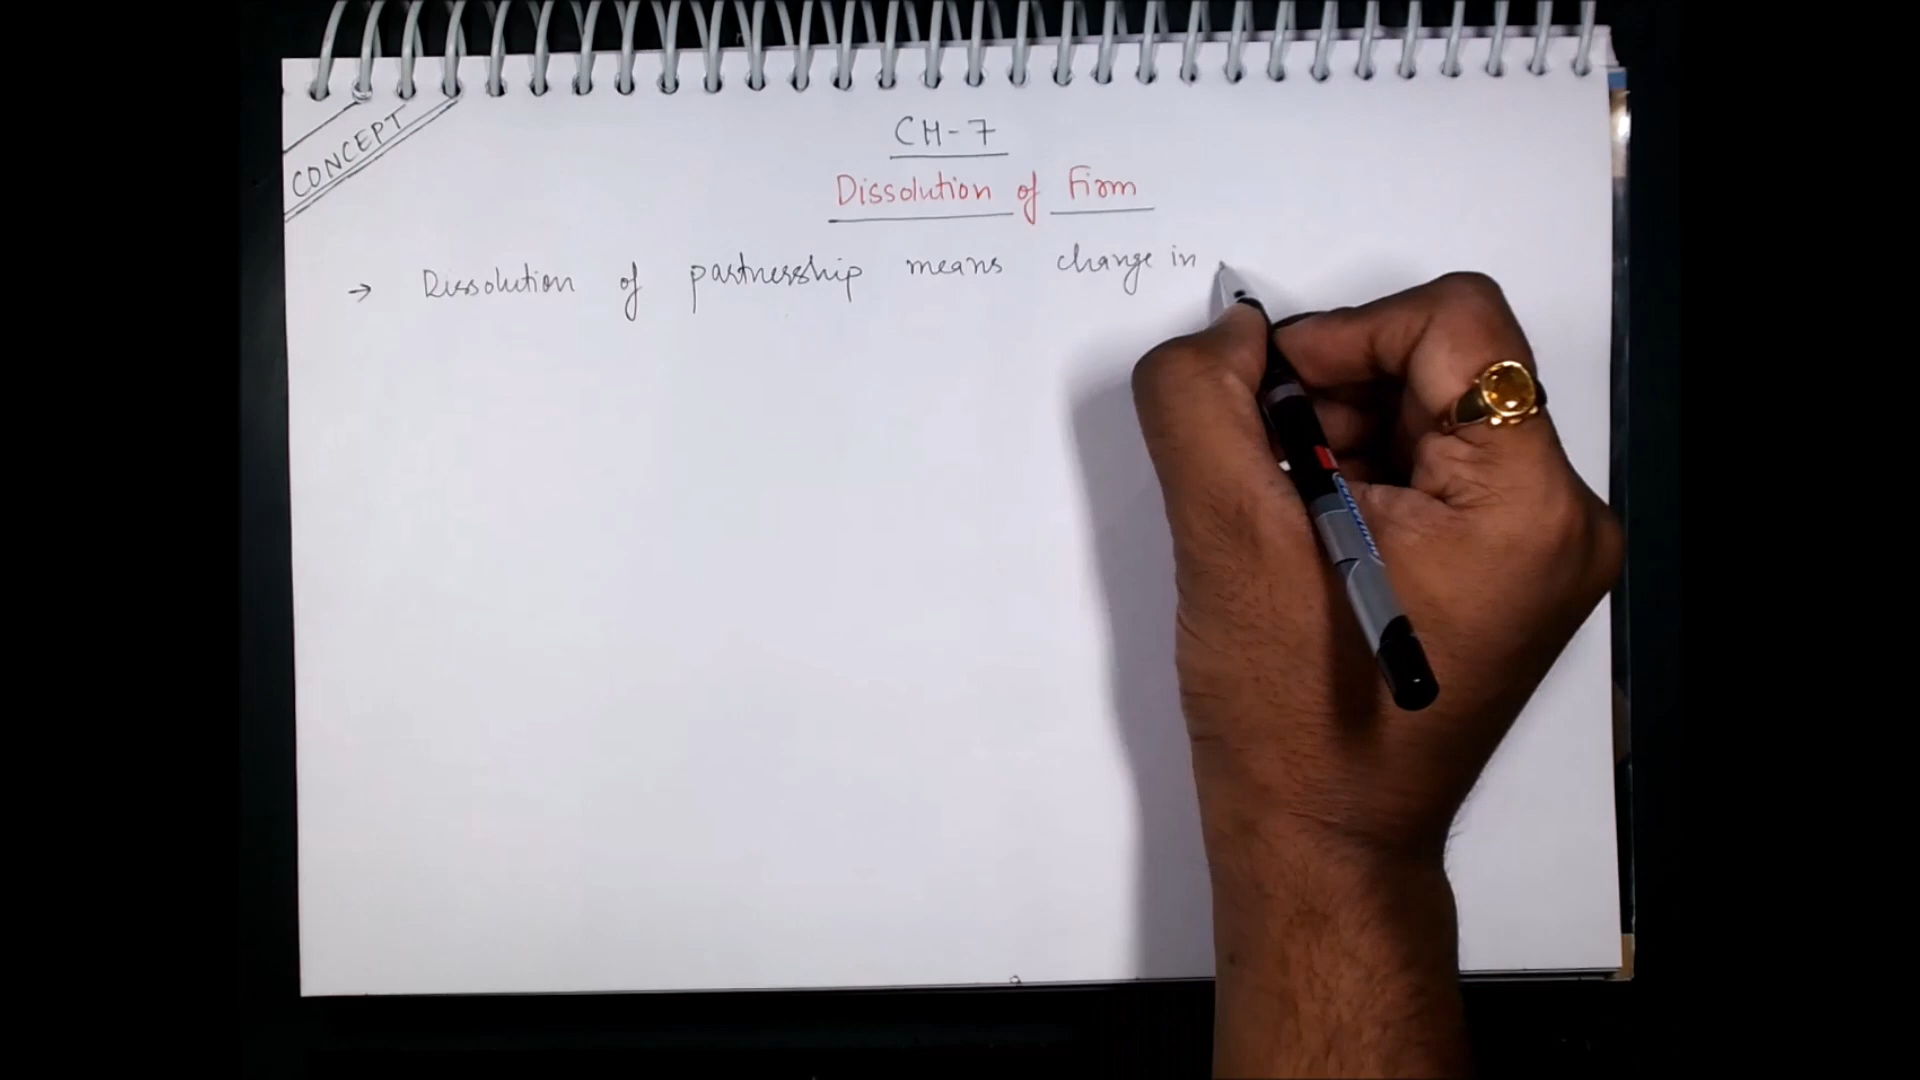 CONCEPT
CH-7
Dissolution of Firm
→ Dissolution of partnership means change in